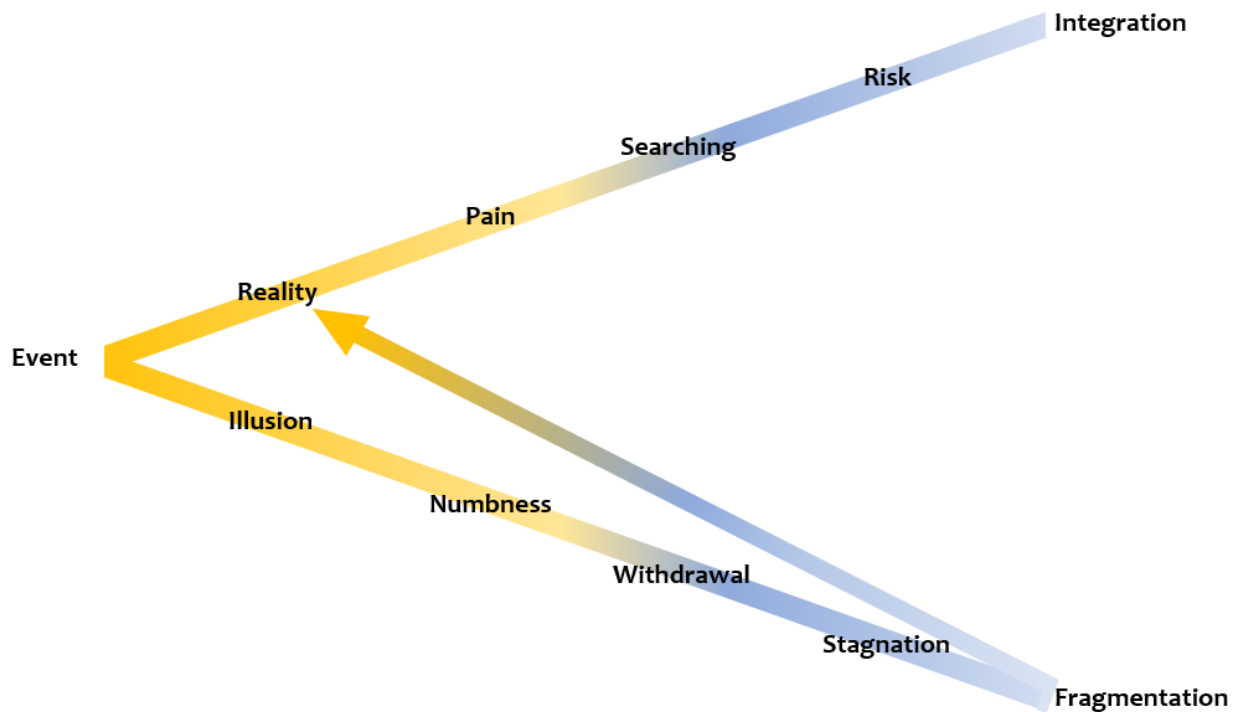 Integration
Risk
Searching
Pain
Reality
Event
Illusion
Numbness
Withdrawal
Stagnation
Fragmentation